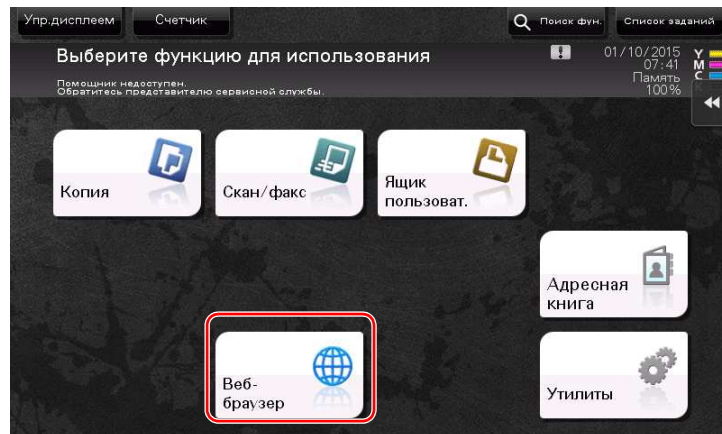 Упр.дисплеем
Счетчик
Поиск фун.
Список заданий
Выберите функцию для использования
01/10/2015
07:41
Память
100%
Помощник недоступен.
Обратитесь представителю сервисной службы.
Y
M
C
Копия
Скан/факс
Ящик
пользоват.
Адресная
книга
Веб-
браузер
Утилиты